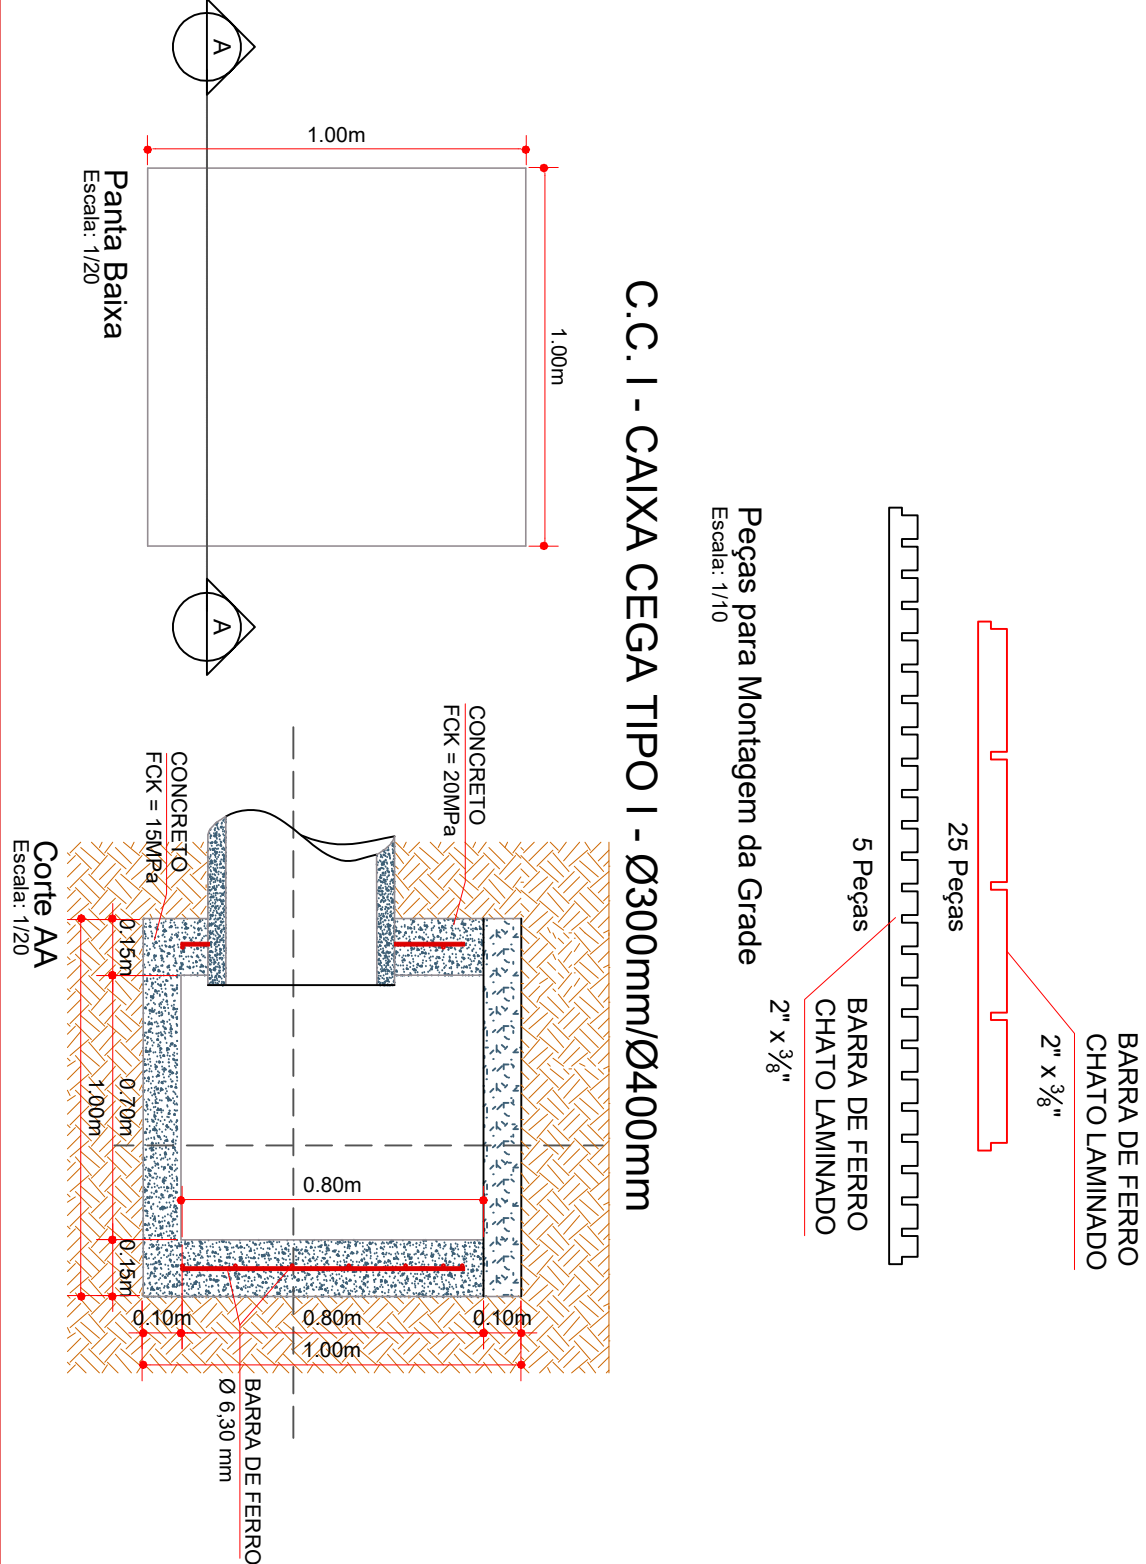 BARRA DE FERRO
CHATO LAMINADO
2" x 3/8"
25 Peças
5 Peças
BARRA DE FERRO
CHATO LAMINADO
2" x 3/8"
Peças para Montagem da Grade
Escala: 1/10
C.C. I - CAIXA CEGA TIPO I - Ø300mm/Ø400mm
1.00m
1.00m
A
A
Panta Baixa
Escala: 1/20
CONCRETO
FCK = 20MPa
CONCRETO
FCK = 15MPa
0.80m
0.10m
0.80m
0.10m
1.00m
0.15m
0.70m
0.15m
1.00m
BARRA DE FERRO
Ø 6,30 mm
Corte AA
Escala: 1/20